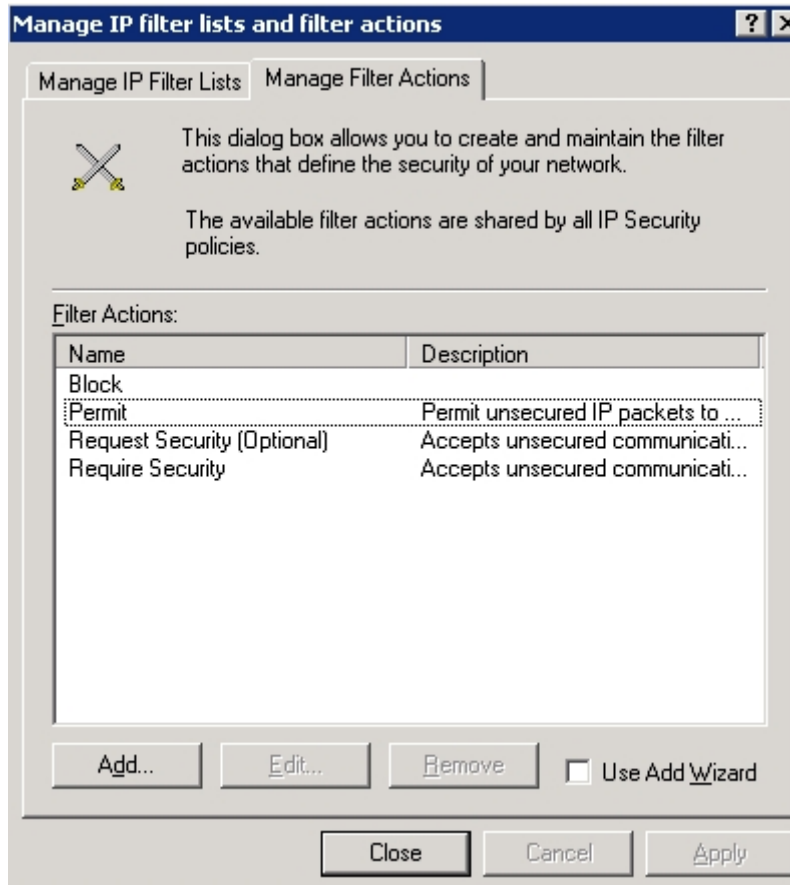 Manage IP filter lists and filter actions
Manage IP Filter Lists
Manage Filter Actions
This dialog box allows you to create and maintain the filter
actions that define the security of your network.
The available filter actions are shared by all IP Security
policies.
Filter Actions:
Name Description
Block
Permit Permit unsecured IP packets to ...
Request Security (Optional) Accepts unsecured communicati...
Require Security Accepts unsecured communicati...
Add... Edit... Remove Use Add Wizard
Close Cancel Apply